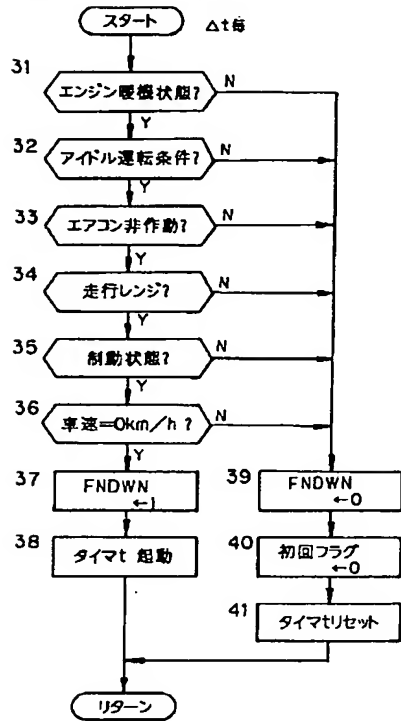 スタート
Δt毎
31
エンジン暖機状態?
N
Y
32
アイドル運転条件?
N
Y
33
エアコン非作動?
N
Y
34
走行レンジ?
N
Y
35
制動状態?
N
Y
36
車速=0km/h ?
N
Y
37
FNDWN
←1
39
FNDWN
←0
38
タイマt 起動
40
初回フラグ
←0
41
タイマtリセット
リターン